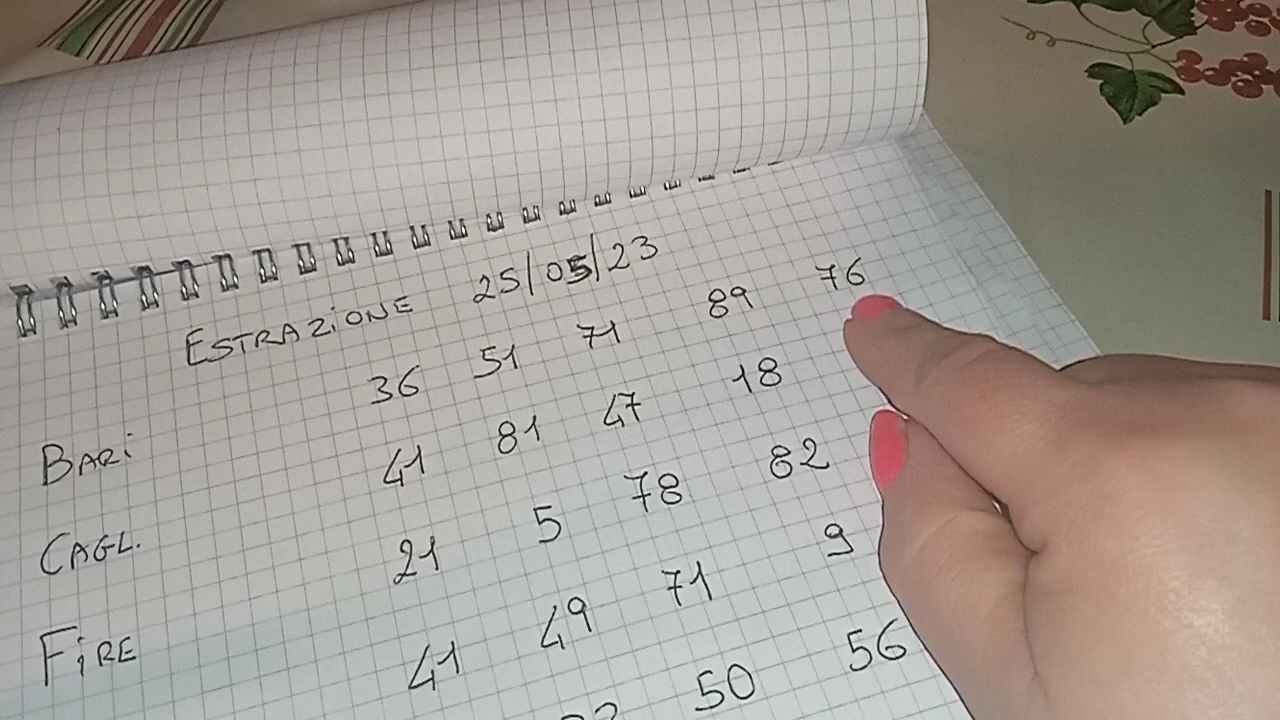 ESTRAZIONE 25/05/23
BARI 36 51 71 89 76
CAGL. 41 81 47 18
FIRE 21 5 78 82
41 49 71 9
50 56